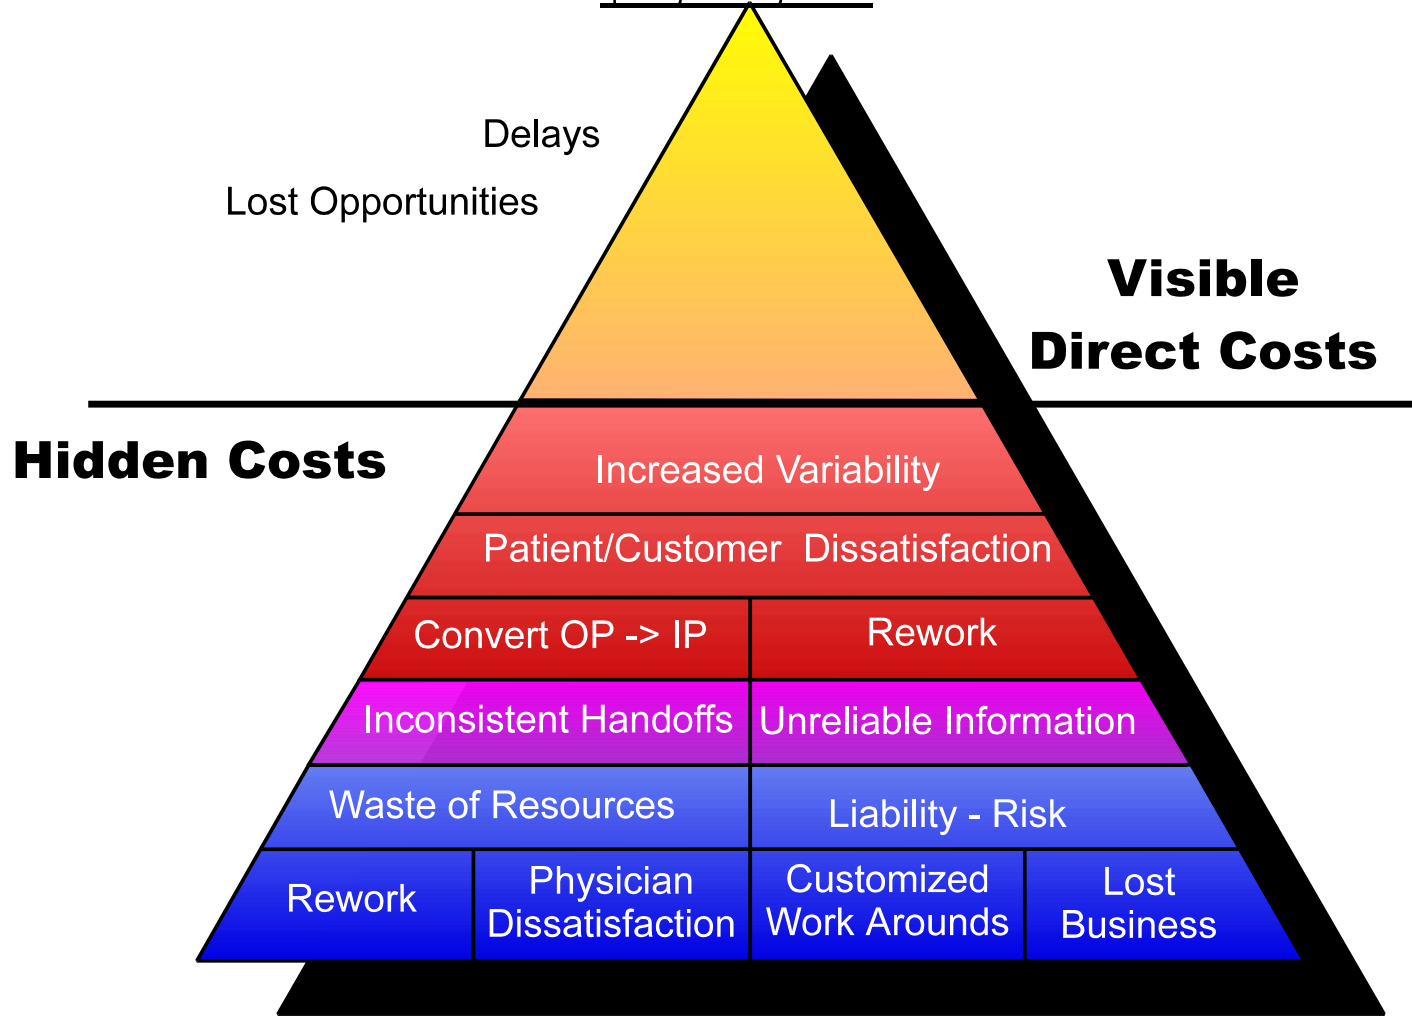 Delays
Lost Opportunities
Visible
Direct Costs
Hidden Costs
Increased Variability
Patient/Customer  Dissatisfaction
Convert OP -> IP
Rework
Inconsistent Handoffs
Unreliable Information
Waste of Resources
Liability - Risk
Rework
Physician
Dissatisfaction
Customized
Work Arounds
Lost
Business